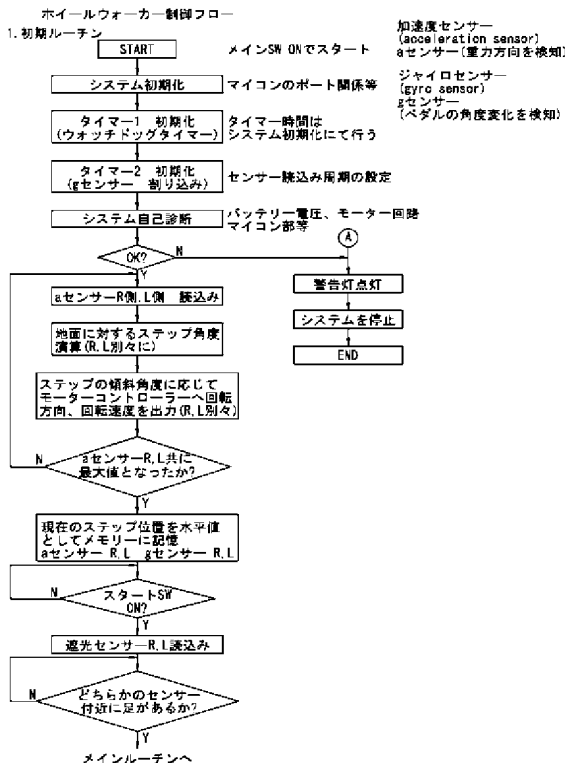 ホイールウォーカー制御フロー
1.初期ルーチン
START
メインSW ONでスタート
加速度センサー
(acceleration sensor)
aセンサー(重力方向を検知)
ジャイロセンサー
(gyro sensor)
gセンサー
(ペダルの角度変化を検知)
システム初期化
マイコンのポート関係等
タイマー1 初期化
(ウォッチドッグタイマー)
タイマー時間は
システム初期化にて行う
タイマー2 初期化
(gセンサー 割り込み)
センサー読込み周期の設定
システム自己診断
バッテリー電圧、モーター回路
マイコン部等
OK?
N
Y
A
警告灯点灯
システムを停止
END
aセンサーR側,L側 読込み
地面に対するステップ角度
演算(R,L別々に)
ステップの傾斜角度に応じて
モーターコントローラーへ回転
方向、回転速度を出力(R,L別々)
aセンサーR,L共に
最大値となったか?
N
Y
現在のステップ位置を水平値
としてメモリーに記憶
aセンサー R,L gセンサー R,L
スタートSW
ON?
N
Y
遮光センサーR,L読込み
どちらかのセンサー
付近に足があるか?
N
Y
メインルーチンへ